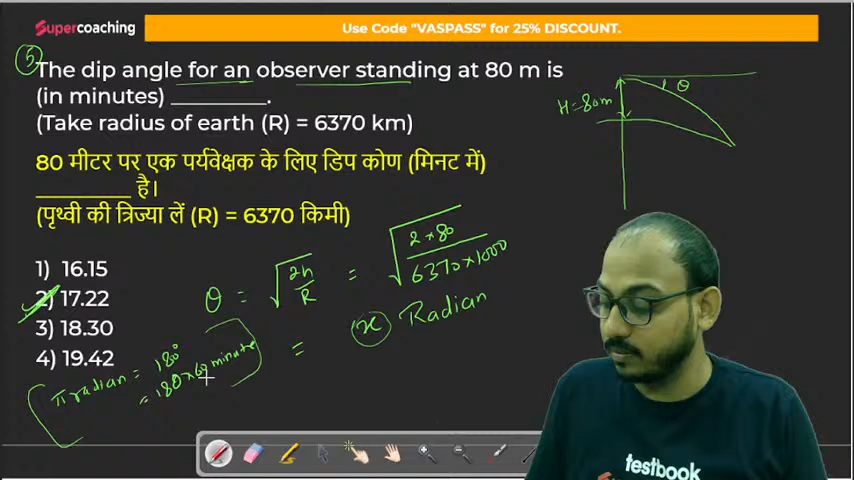 Supercoaching
Use Code "VASPASS" for 25% DISCOUNT.
5
The dip angle for an observer standing at 80 m is
(in minutes) ________.
(Take radius of earth (R) = 6370 km)
80 मीटर पर एक पर्यवेक्षक के लिए डिप कोण (मिनट में)
________ है।
(पृथ्वी की त्रिज्या लें (R) = 6370 किमी)
1) 16.15
2) 17.22
3) 18.30
4) 19.42
H = 80m
θ
θ = √(2h/R) = √(2×80/6370×1000)
= x Radian
π radian = 180°
= 180×60 minute
testbook